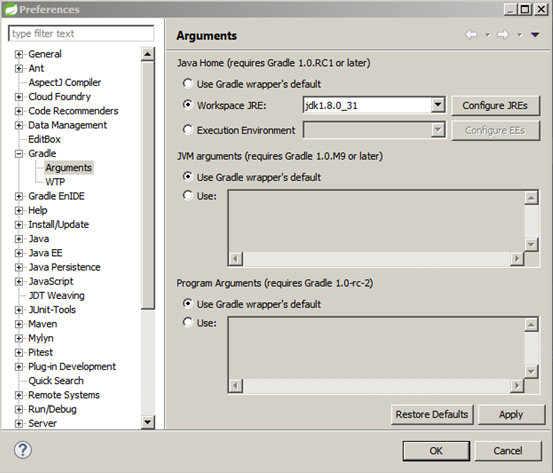 Preferences
type filter text
General
Ant
AspectJ Compiler
Cloud Foundry
Code Recommenders
Data Management
EditBox
Gradle
Arguments
WTP
Gradle EnIDE
Help
Install/Update
Java
Java EE
Java Persistence
JavaScript
JDT Weaving
JUnit-Tools
Maven
Mylyn
Pitest
Plug-in Development
Quick Search
Remote Systems
Run/Debug
Server
Arguments
Java Home (requires Gradle 1.0.RC1 or later)
Use Gradle wrapper's default
Workspace JRE: jdk1.8.0_31 Configure JREs
Execution Environment Configure EEs
JVM arguments (requires Gradle 1.0.M9 or later)
Use Gradle wrapper's default
Use:
Program Arguments (requires Gradle 1.0-rc-2)
Use Gradle wrapper's default
Use:
Restore Defaults Apply
? OK Cancel